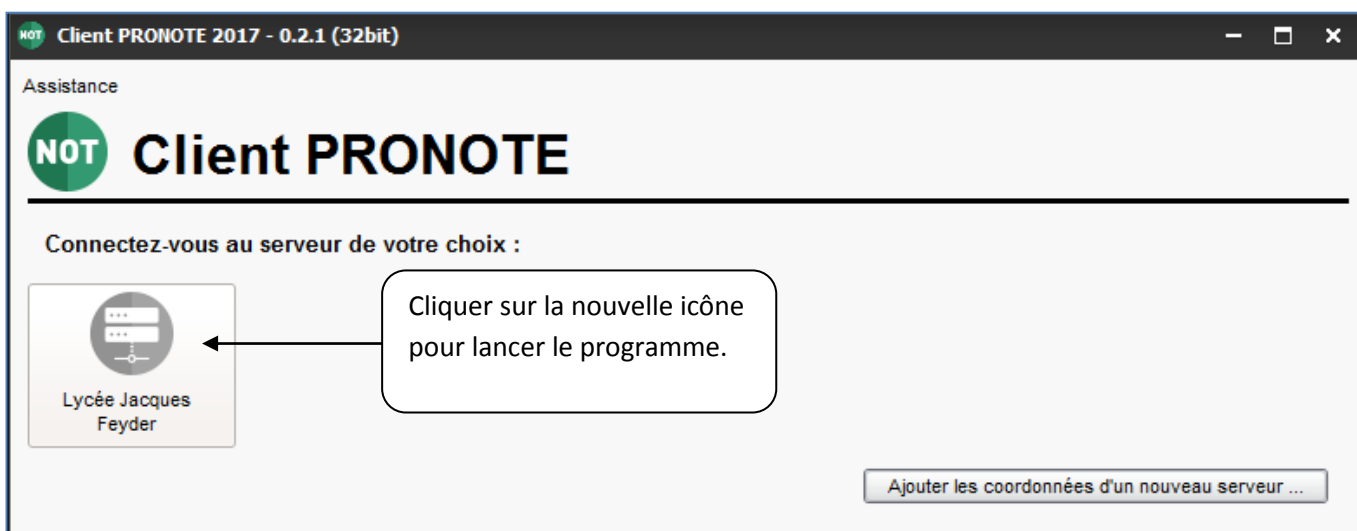 NOT Client PRONOTE 2017 - 0.2.1 (32bit)
Assistance
NOT Client PRONOTE
Connectez-vous au serveur de votre choix :
Cliquer sur la nouvelle icône
pour lancer le programme.
Lycée Jacques
Feyder
Ajouter les coordonnées d'un nouveau serveur ...